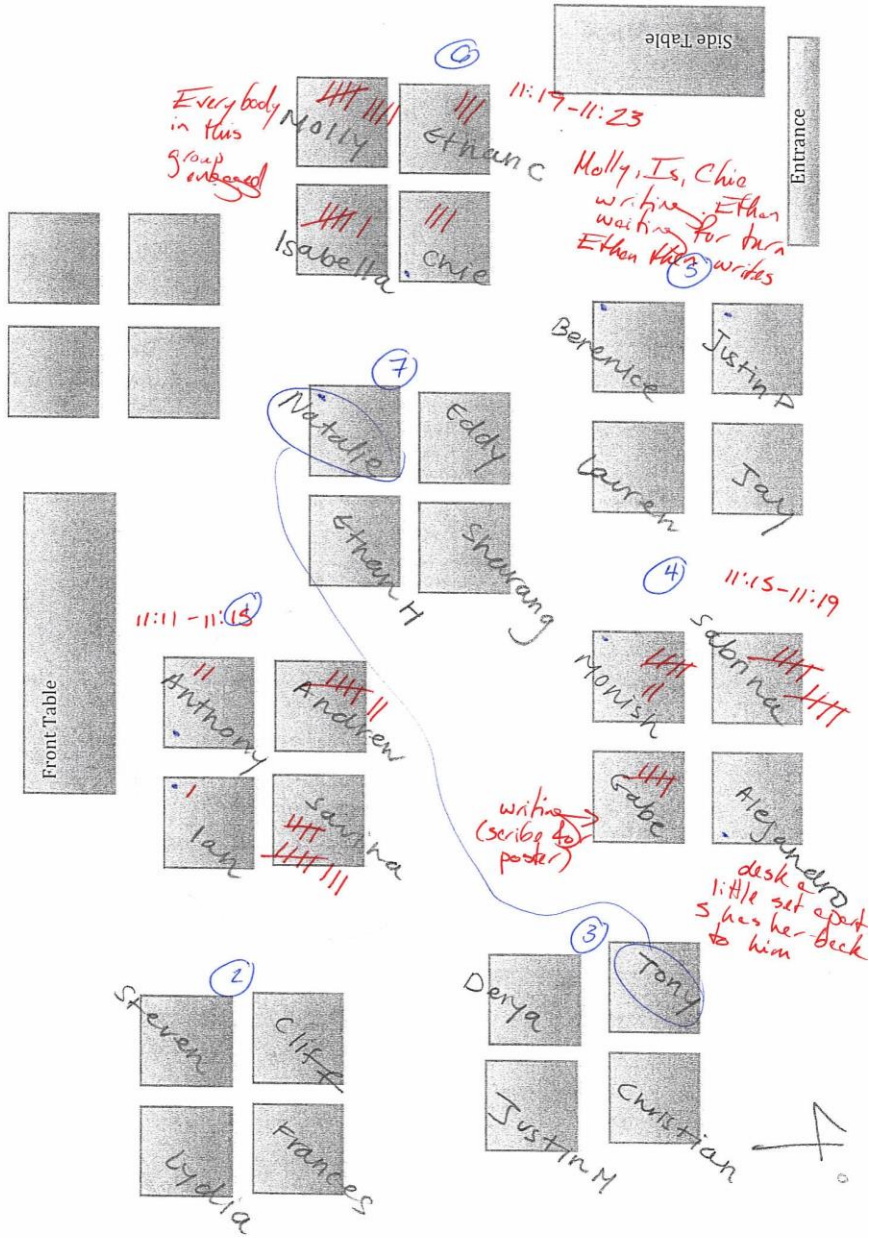 Side Table
Entrance
6
11:19-11:23
Everybody
in this
group
engaged
Molly
Ethan C
Isabella
Chie
Molly, Is, Chie
writing Ethan
waiting for turn
Ethan then writes
5
Berenice
Justin P
Lauren
Jay
7
Natalie
Eddy
Ethan H
Sharang
4
11:15-11:19
Monish
Sabrina
Gabe
Alejandro
writing
(scribe to
poster)
desk a
little set apart
S has her back
to him
Front Table
1
11:11-11:15
Anthony
Andrew
Ian
Savina
3
Derya
Tony
Justin M
Christian
2
Steven
Cliff
Lydia
Frances